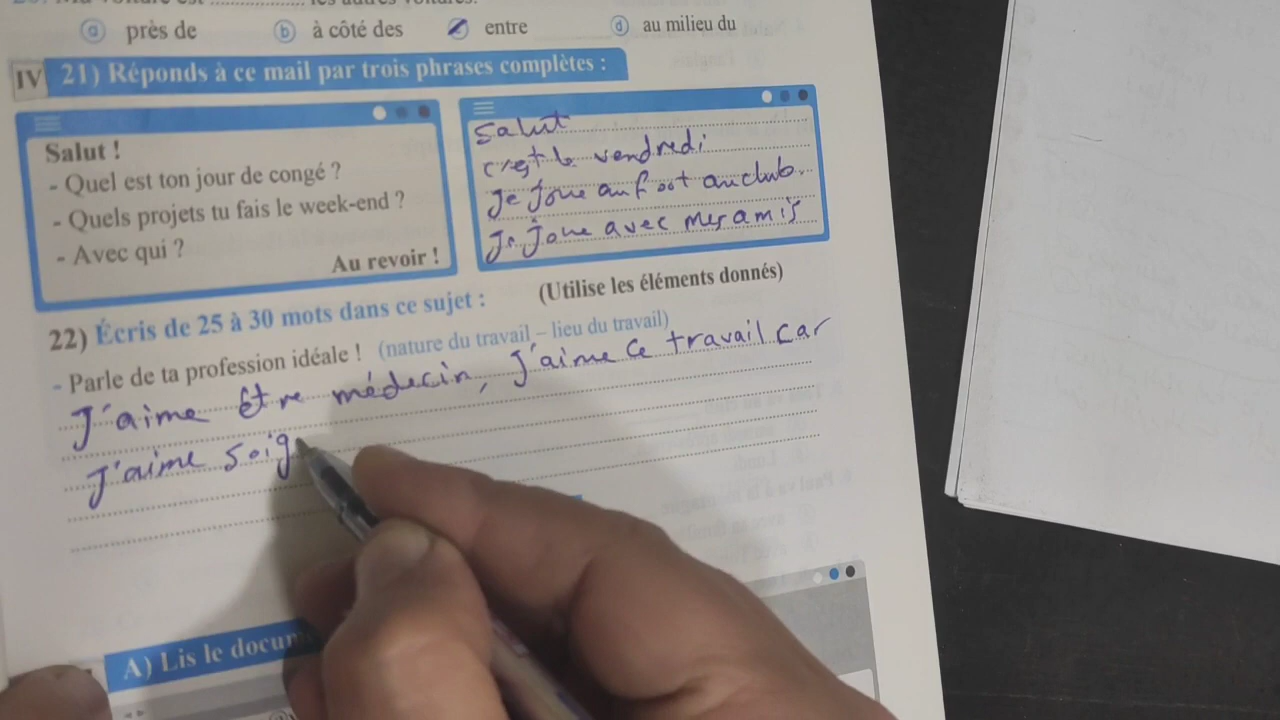 les autres voitures.
ⓐ près de ⓑ à côté des entre ⓓ au milieu du
IV 21) Réponds à ce mail par trois phrases complètes :
Salut !
- Quel est ton jour de congé ?
- Quels projets tu fais le week-end ?
- Avec qui ?
Au revoir !
Salut
c'est le vendredi
Je joue au foot au club.
Je joue avec mes amis
22) Écris de 25 à 30 mots dans ce sujet : (Utilise les éléments donnés)
- Parle de ta profession idéale ! (nature du travail – lieu du travail)
J'aime être médecin, J'aime ce travail car
J'aime soig
A) Lis le docum